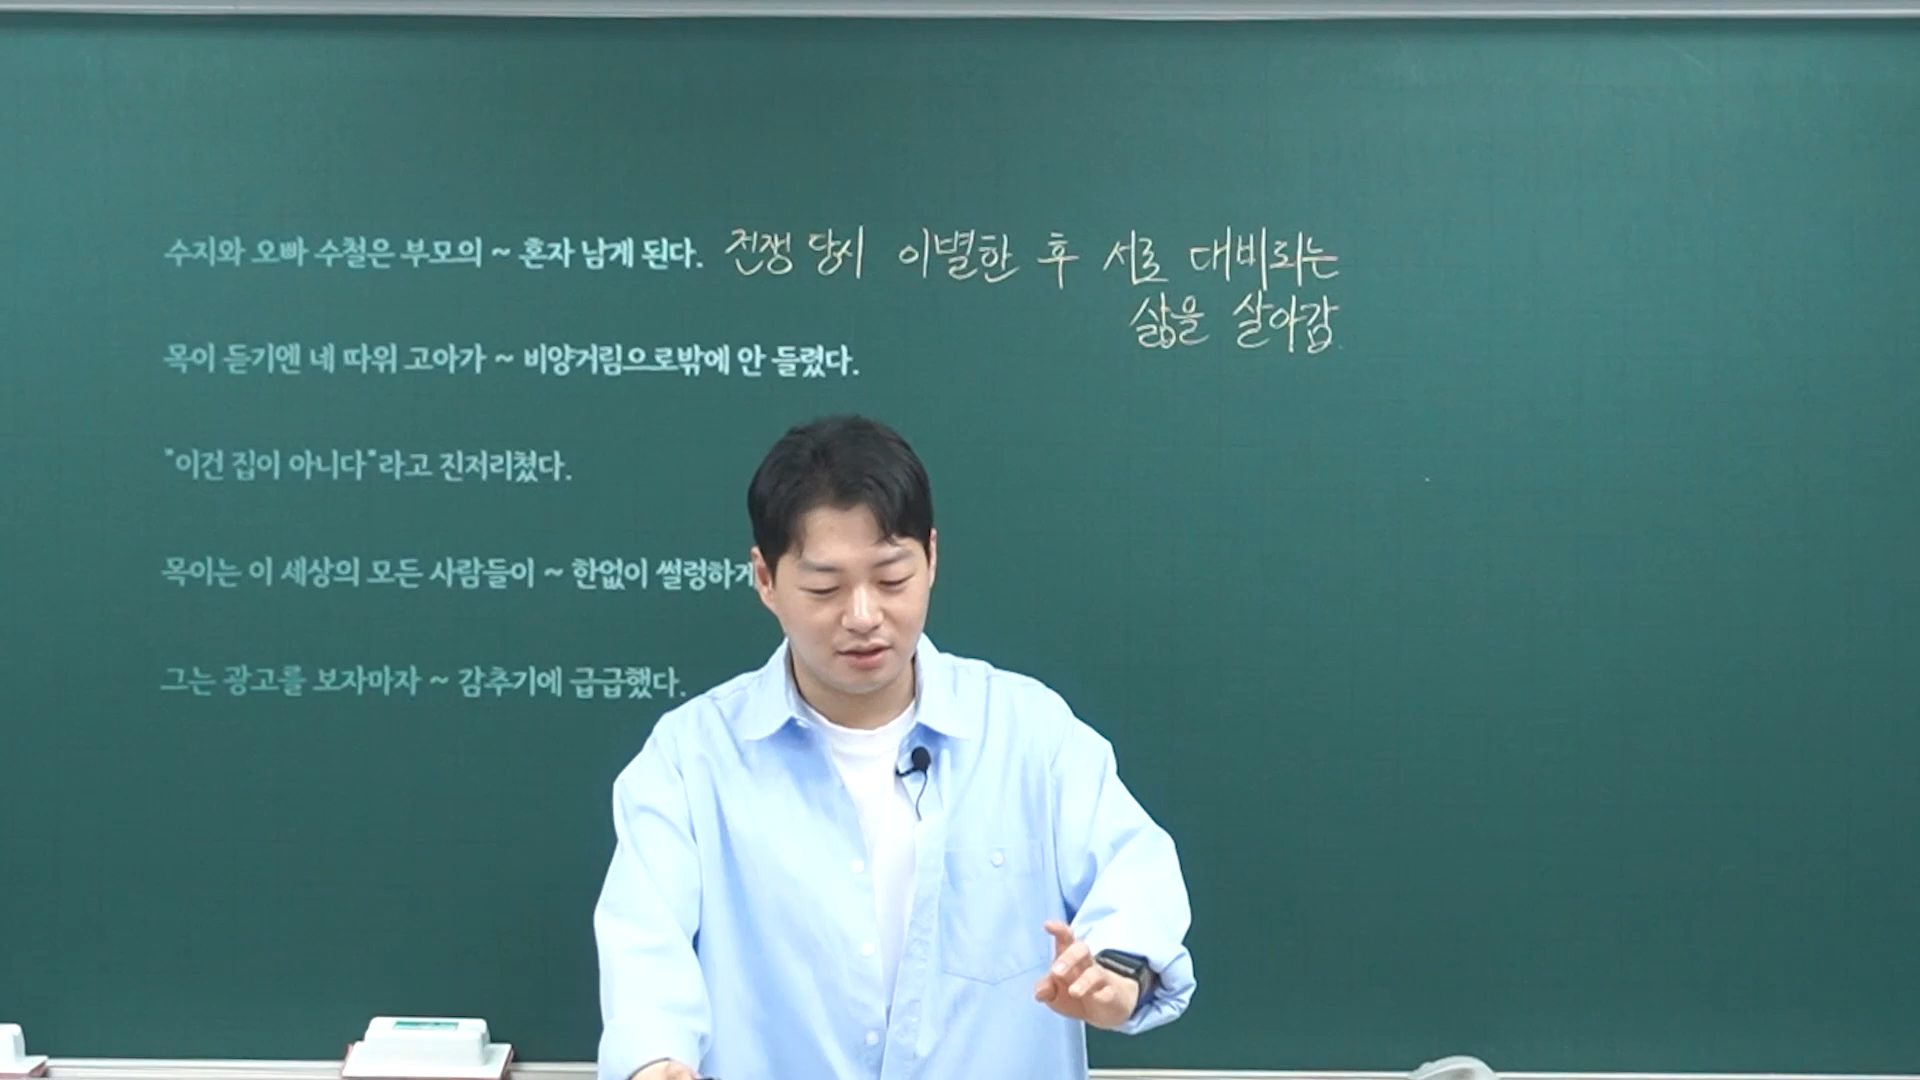 수지와 오빠 수철은 부모의 ~ 혼자 남게 된다. 전쟁 당시 이별한 후 서로 대비되는
삶을 살아감.
목이 듣기엔 네 따위 고아가 ~ 비양거림으로밖에 안 들렸다.
"이건 집이 아니다"라고 진저리쳤다.
목이는 이 세상의 모든 사람들이 ~ 한없이 썰렁하게
그는 광고를 보자마자 ~ 감추기에 급급했다.